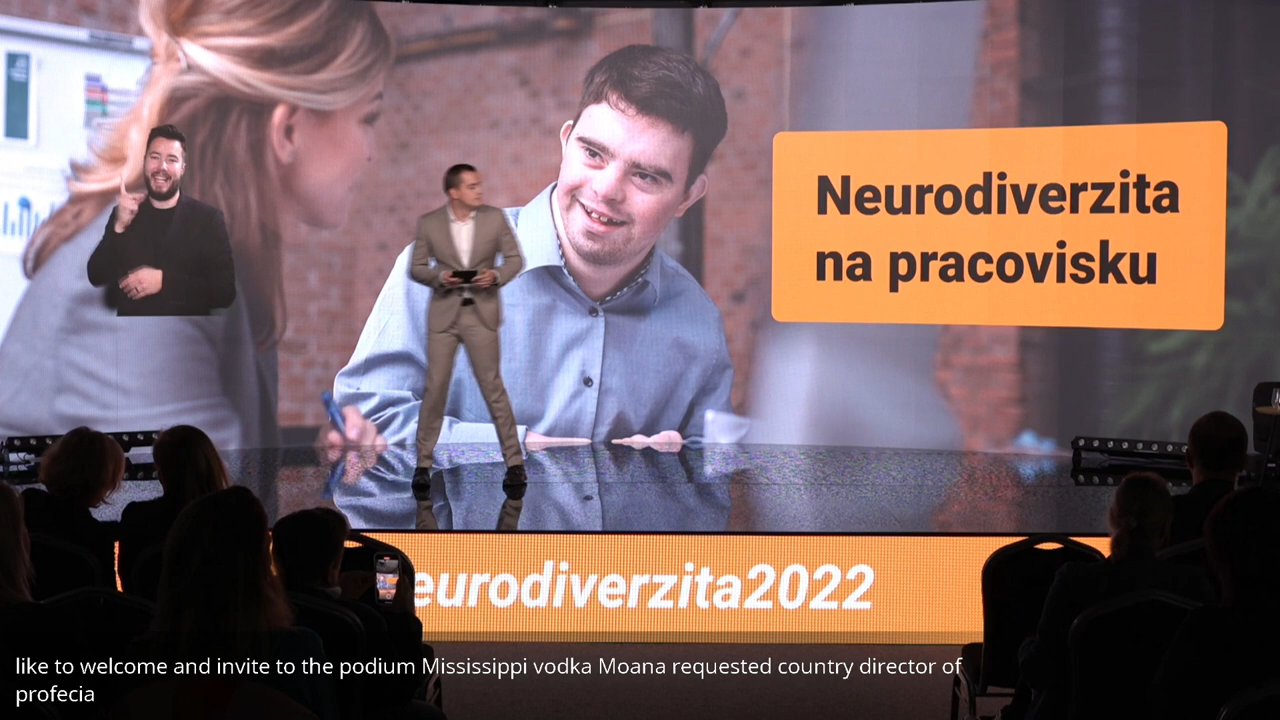 Neurodiverzita
na pracovisku
eurodiverzita2022
like to welcome and invite to the podium Mississippi vodka Moana requested country director of
profecia